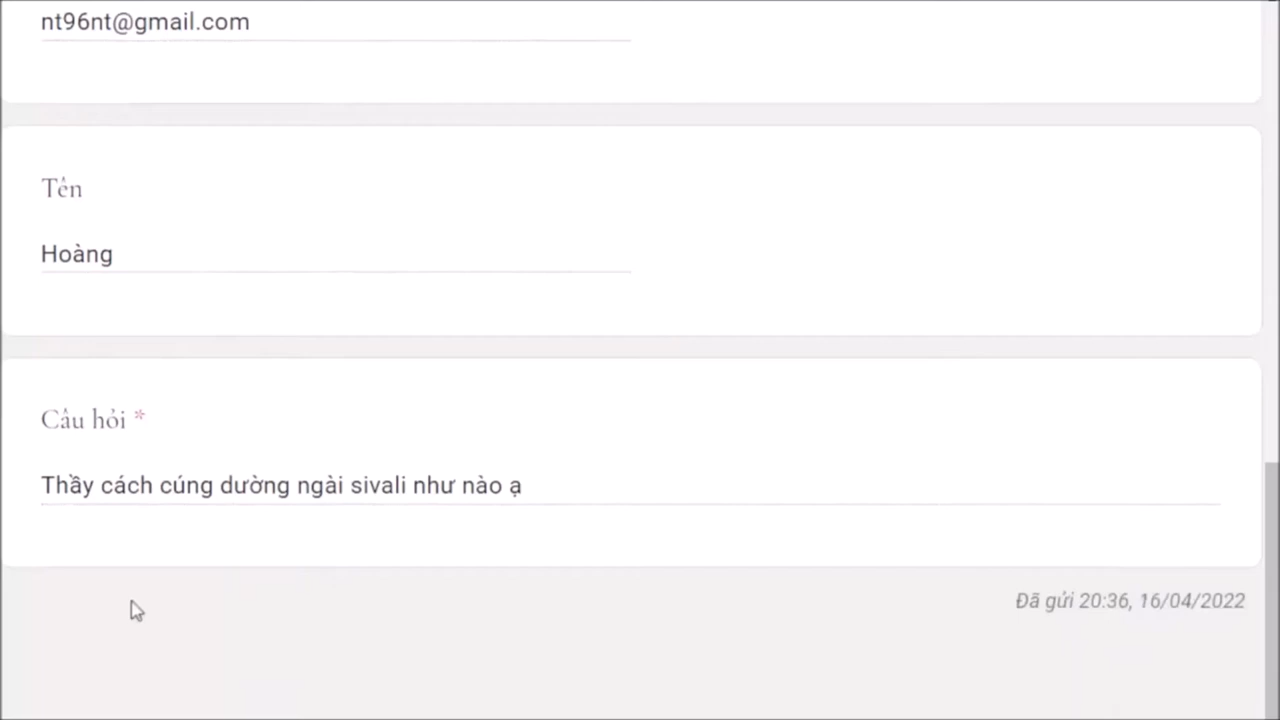 nt96nt@gmail.com
Tên
Hoàng
Câu hỏi *
Thầy cách cúng dường ngài sivali như nào ạ
Đã gửi 20:36, 16/04/2022